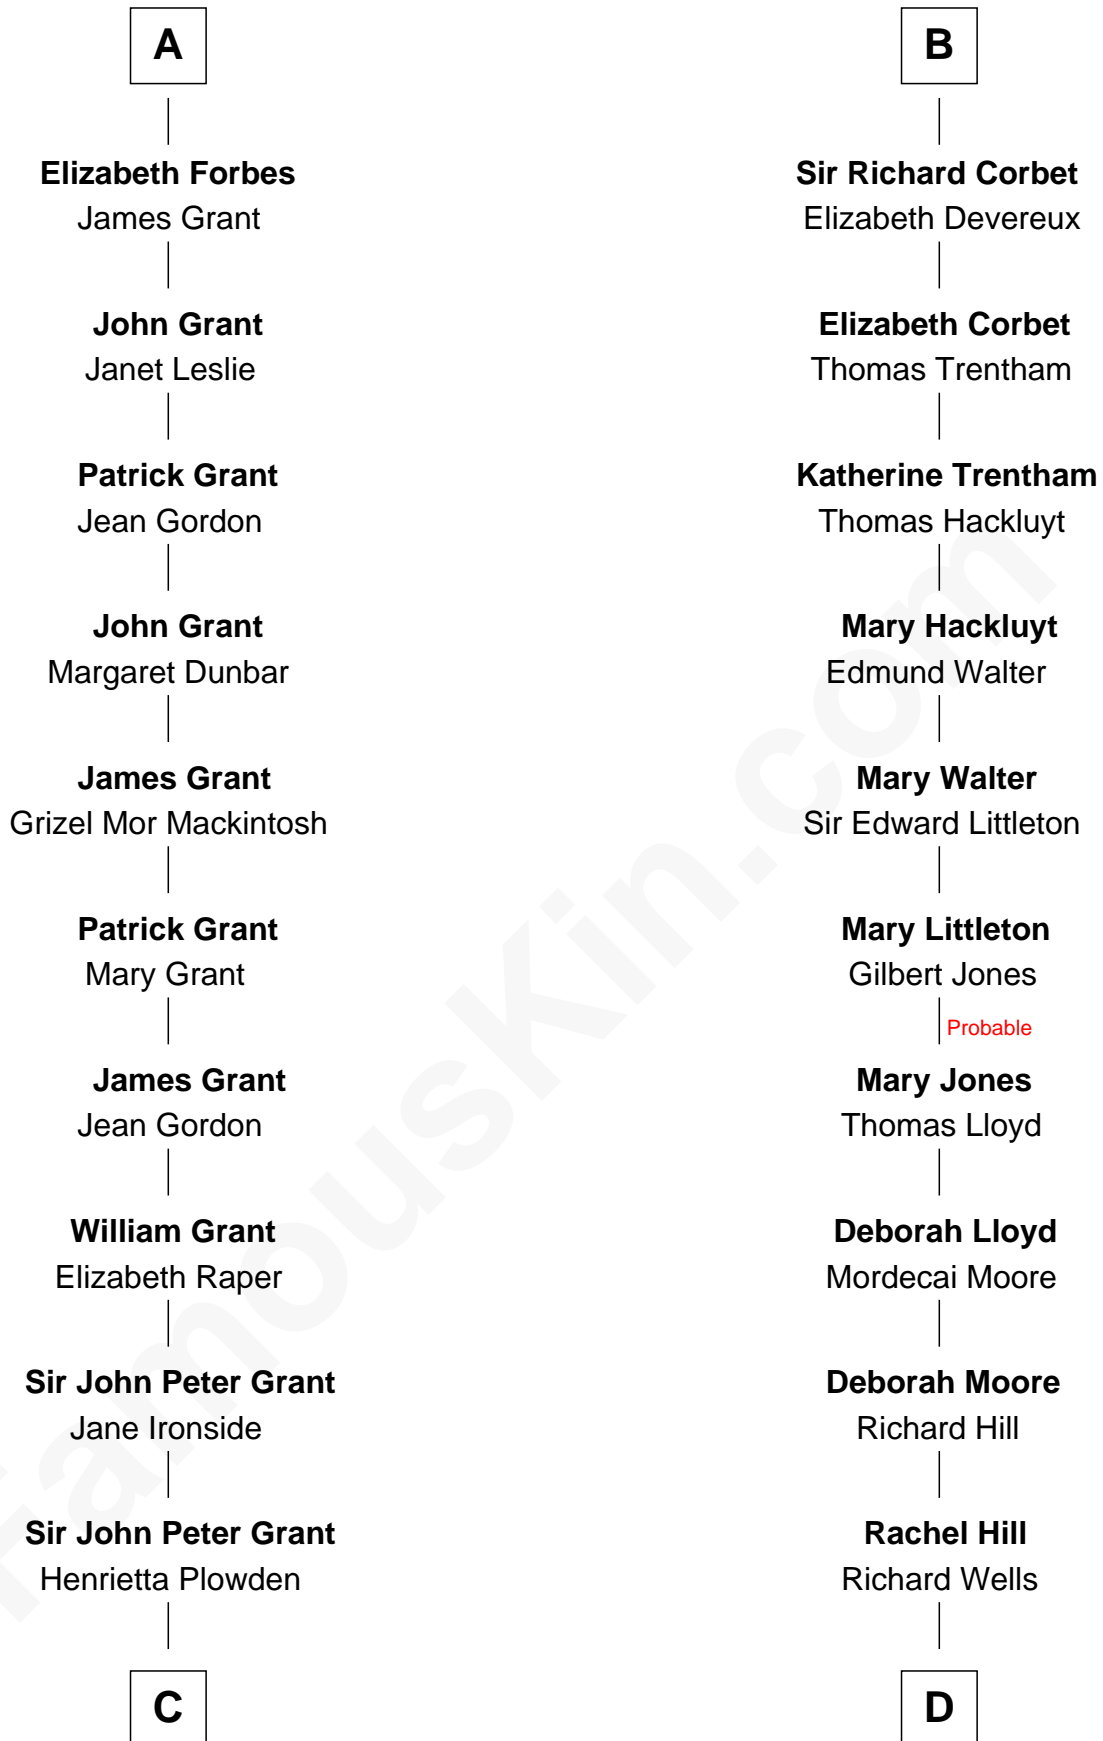 A
Elizabeth Forbes
James Grant
John Grant
Janet Leslie
Patrick Grant
Jean Gordon
John Grant
Margaret Dunbar
James Grant
Grizel Mor Mackintosh
Patrick Grant
Mary Grant
James Grant
Jean Gordon
William Grant
Elizabeth Raper
Sir John Peter Grant
Jane Ironside
Sir John Peter Grant
Henrietta Plowden
C
B
Sir Richard Corbet
Elizabeth Devereux
Elizabeth Corbet
Thomas Trentham
Katherine Trentham
Thomas Hackluyt
Mary Hackluyt
Edmund Walter
Mary Walter
Sir Edward Littleton
Mary Littleton
Gilbert Jones
Probable
Mary Jones
Thomas Lloyd
Deborah Lloyd
Mordecai Moore
Deborah Moore
Richard Hill
Rachel Hill
Richard Wells
D
FamousKin.com